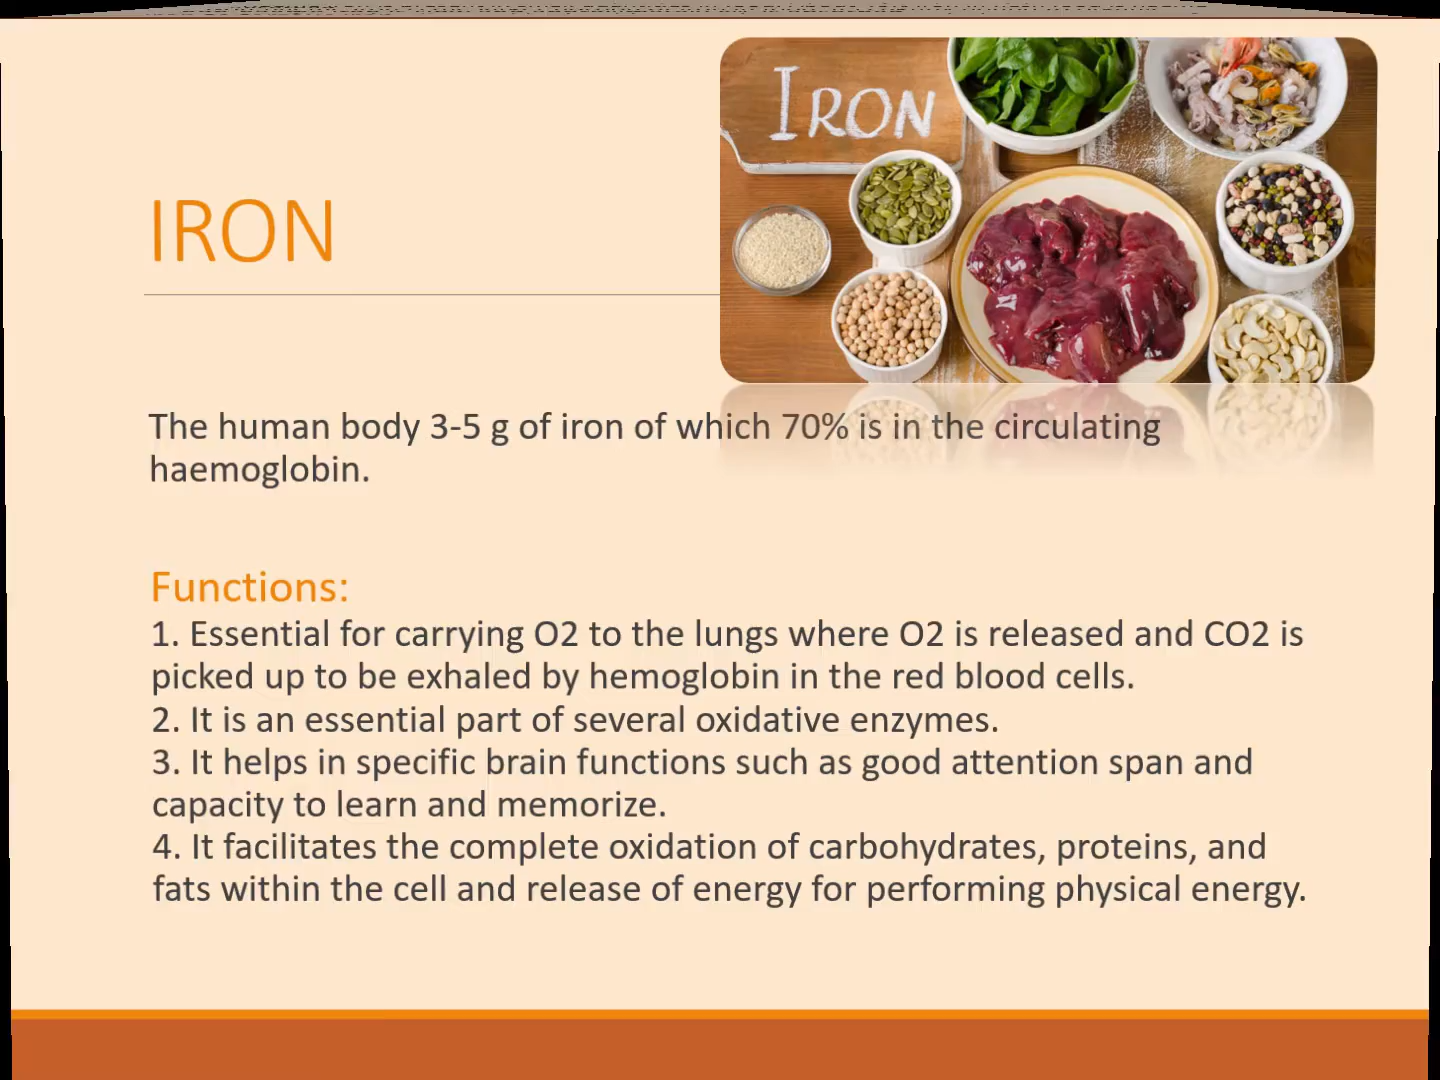 IRON
IRON
The human body 3-5 g of iron of which 70% is in the circulating
haemoglobin.
Functions:
1. Essential for carrying O2 to the lungs where O2 is released and CO2 is
picked up to be exhaled by hemoglobin in the red blood cells.
2. It is an essential part of several oxidative enzymes.
3. It helps in specific brain functions such as good attention span and
capacity to learn and memorize.
4. It facilitates the complete oxidation of carbohydrates, proteins, and
fats within the cell and release of energy for performing physical energy.